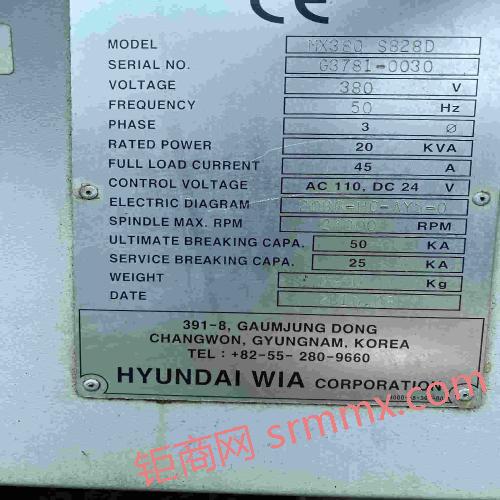 CE
MODEL MX380 S828D
SERIAL NO. G3781-0030
VOLTAGE 380 V
FREQUENCY 50 Hz
PHASE 3 Ø
RATED POWER 20 KVA
FULL LOAD CURRENT 45 A
CONTROL VOLTAGE AC 110, DC 24 V
ELECTRIC DIAGRAM
SPINDLE MAX. RPM RPM
ULTIMATE BREAKING CAPA. 50 KA
SERVICE BREAKING CAPA. 25 KA
WEIGHT Kg
DATE
391-8, GAUMJUNG DONG
CHANGWON, GYUNGNAM, KOREA
TEL : +82-55- 280-9660
HYUNDAI WIA CORPORATION
钜商网 srmmx.com